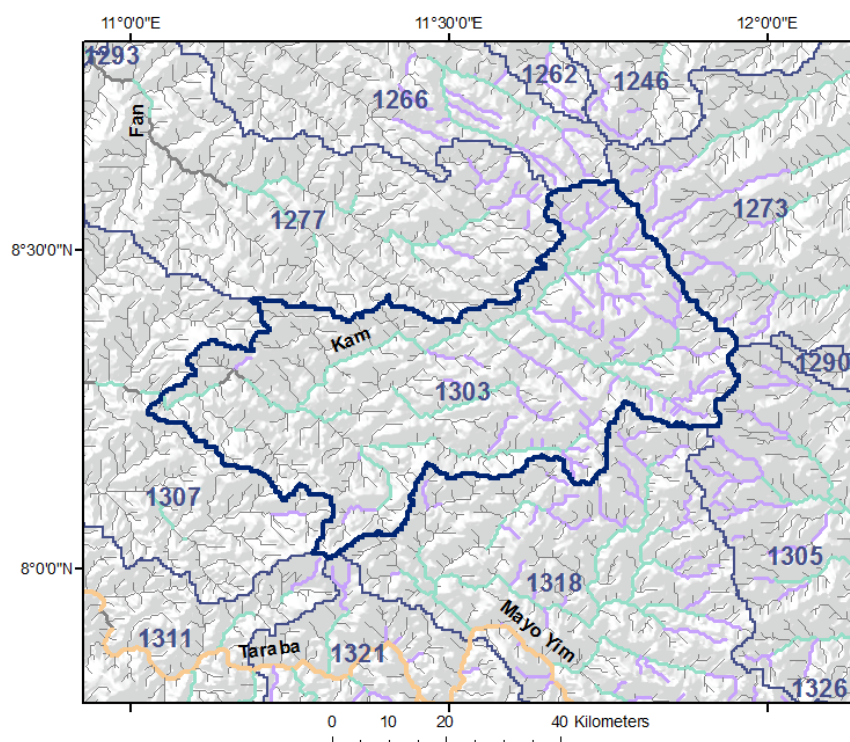 11°0'0"E 11°30'0"E 12°0'0"E
1293
1262
1246
1266
Fan
1273
1277
8°30'0"N
Kam
1290
1303
1307
1305
8°0'0"N
1318
Mayo Yim
1311
Taraba
1321
1326
0 10 20 40 Kilometers